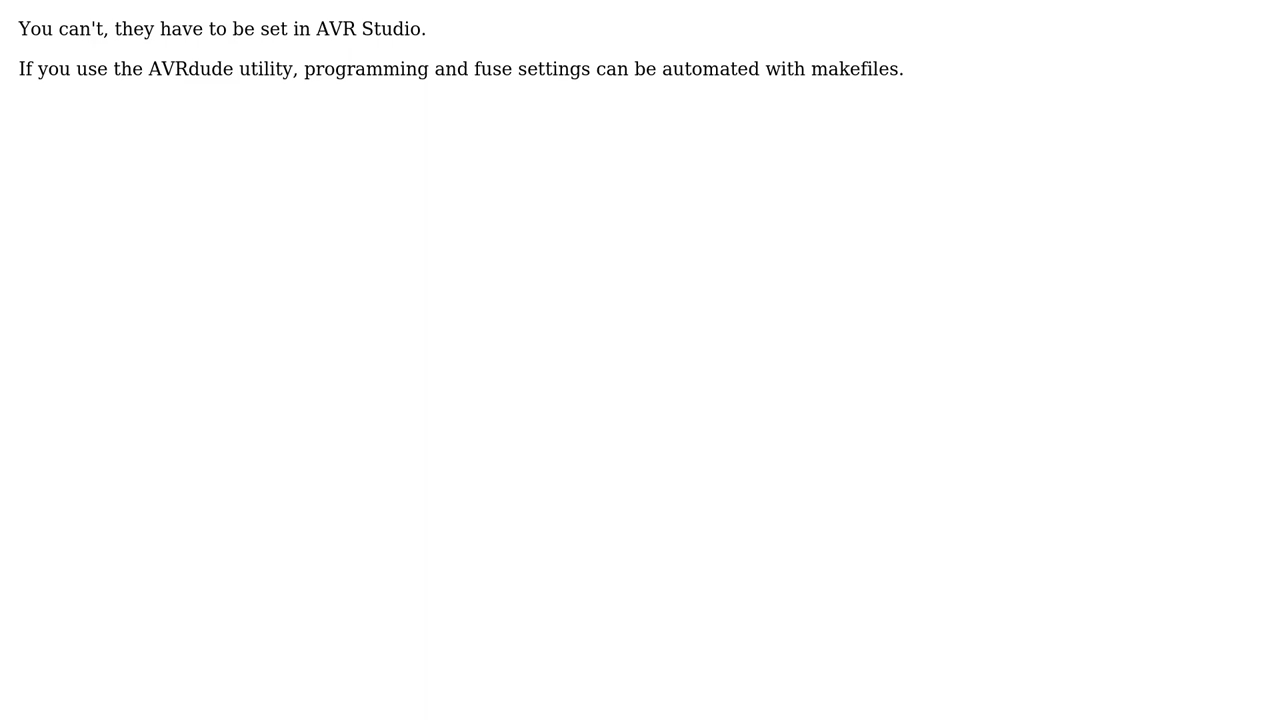 You can't, they have to be set in AVR Studio.
If you use the AVRdude utility, programming and fuse settings can be automated with makefiles.